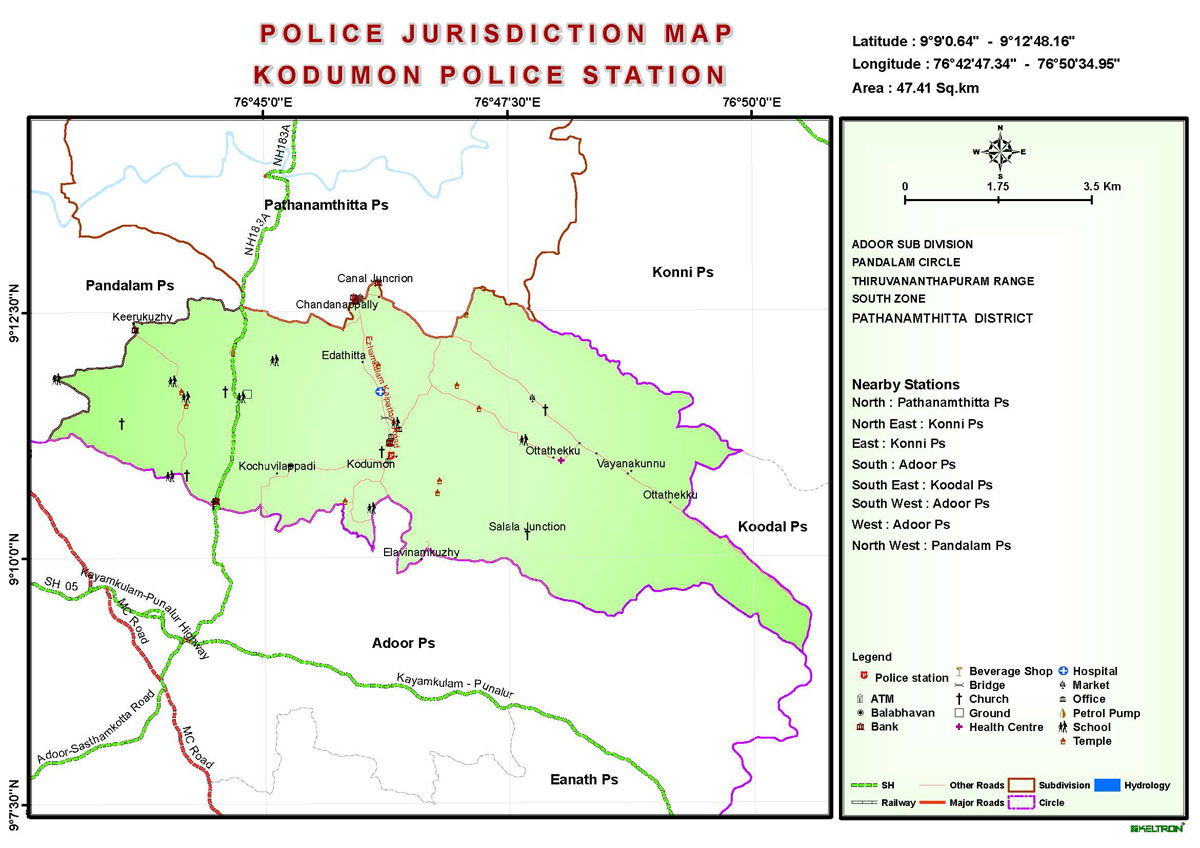 POLICE JURISDICTION MAP
KODUMON POLICE STATION
Latitude : 9°9'0.64" - 9°12'48.16"
Longitude : 76°42'47.34" - 76°50'34.95"
Area : 47.41 Sq.km
76°45'0"E
76°47'30"E
76°50'0"E
9°12'30"N
9°10'0"N
9°7'30"N
NH183A
Pathanamthitta Ps
NH183A
Konni Ps
Pandalam Ps
Canal Juncrion
Chandanappally
Keerukuzhy
Edathitta
Kochuvilappadi
Kodumon
Ottathekku
Vayanakunnu
Ottathekku
Salala Junction
Koodal Ps
Elavinamkuzhy
SH 05
Kayamkulam-Punalur Highway
MC Road
Adoor Ps
Kayamkulam - Punalur
Adoor-Sasthamkotta Road
MC Road
Eanath Ps
N
W
E
S
0
1.75
3.5 Km
ADOOR SUB DIVISION
PANDALAM CIRCLE
THIRUVANANTHAPURAM RANGE
SOUTH ZONE
PATHANAMTHITTA DISTRICT
Nearby Stations
North : Pathanamthitta Ps
North East : Konni Ps
East : Konni Ps
South : Adoor Ps
South East : Koodal Ps
South West : Adoor Ps
West : Adoor Ps
North West : Pandalam Ps
Legend
Police station
ATM
Balabhavan
Bank
Beverage Shop
Bridge
Church
Ground
Health Centre
Hospital
Market
Office
Petrol Pump
School
Temple
SH
Railway
Other Roads
Major Roads
Subdivision
Circle
Hydrology
KELTRON